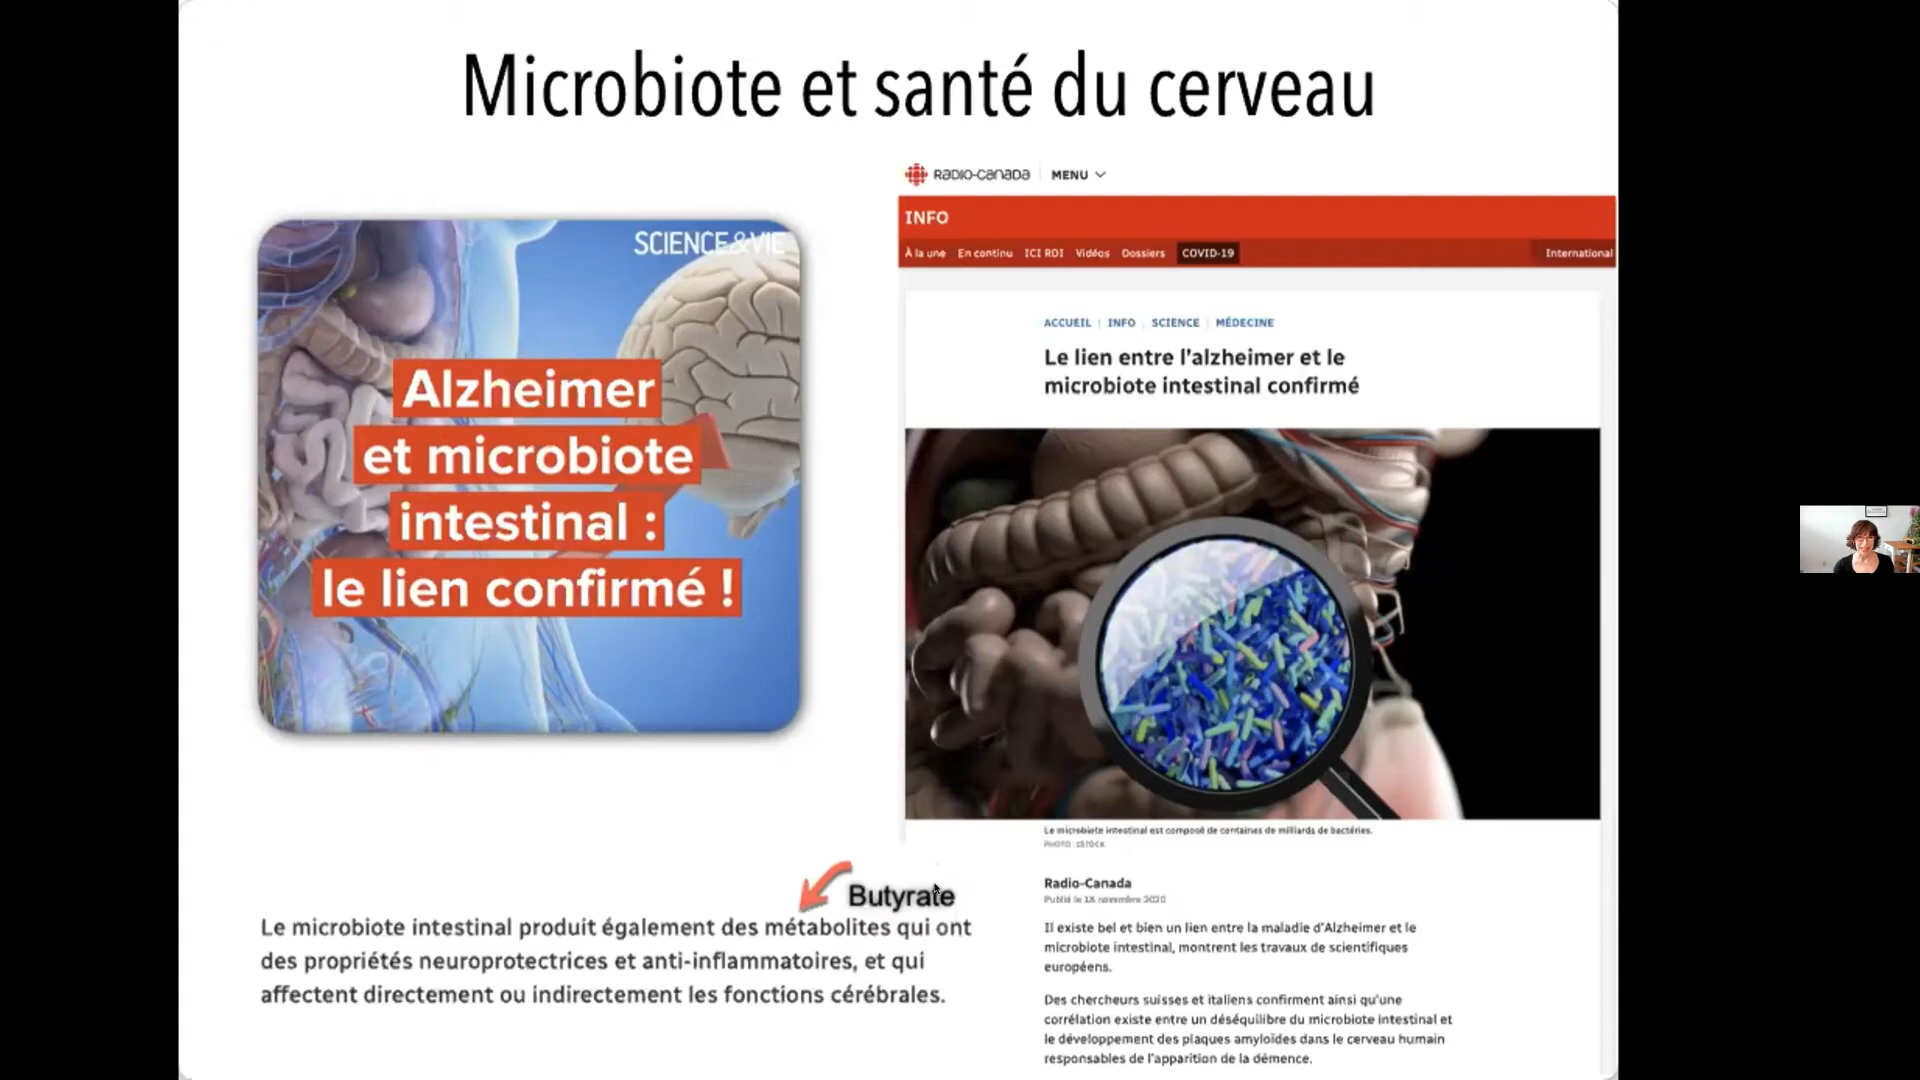 Microbiote et santé du cerveau
SCIENCE&VIE
Alzheimer
et microbiote
intestinal :
le lien confirmé !
Butyrate
Le microbiote intestinal produit également des métabolites qui ont
des propriétés neuroprotectrices et anti-inflammatoires, et qui
affectent directement ou indirectement les fonctions cérébrales.
RADIO-CANADA MENU
INFO
À la une En continu ICI RDI Vidéos Dossiers COVID-19 International
ACCUEIL | INFO | SCIENCE | MÉDECINE
Le lien entre l'alzheimer et le
microbiote intestinal confirmé
Le microbiote intestinal est composé de centaines de milliards de bactéries.
PHOTO : ISTOCK
Radio-Canada
Publié le 18 novembre 2020
Il existe bel et bien un lien entre la maladie d'Alzheimer et le
microbiote intestinal, montrent les travaux de scientifiques
européens.
Des chercheurs suisses et italiens confirment ainsi qu'une
corrélation existe entre un déséquilibre du microbiote intestinal et
le développement des plaques amyloïdes dans le cerveau humain
responsables de l'apparition de la démence.